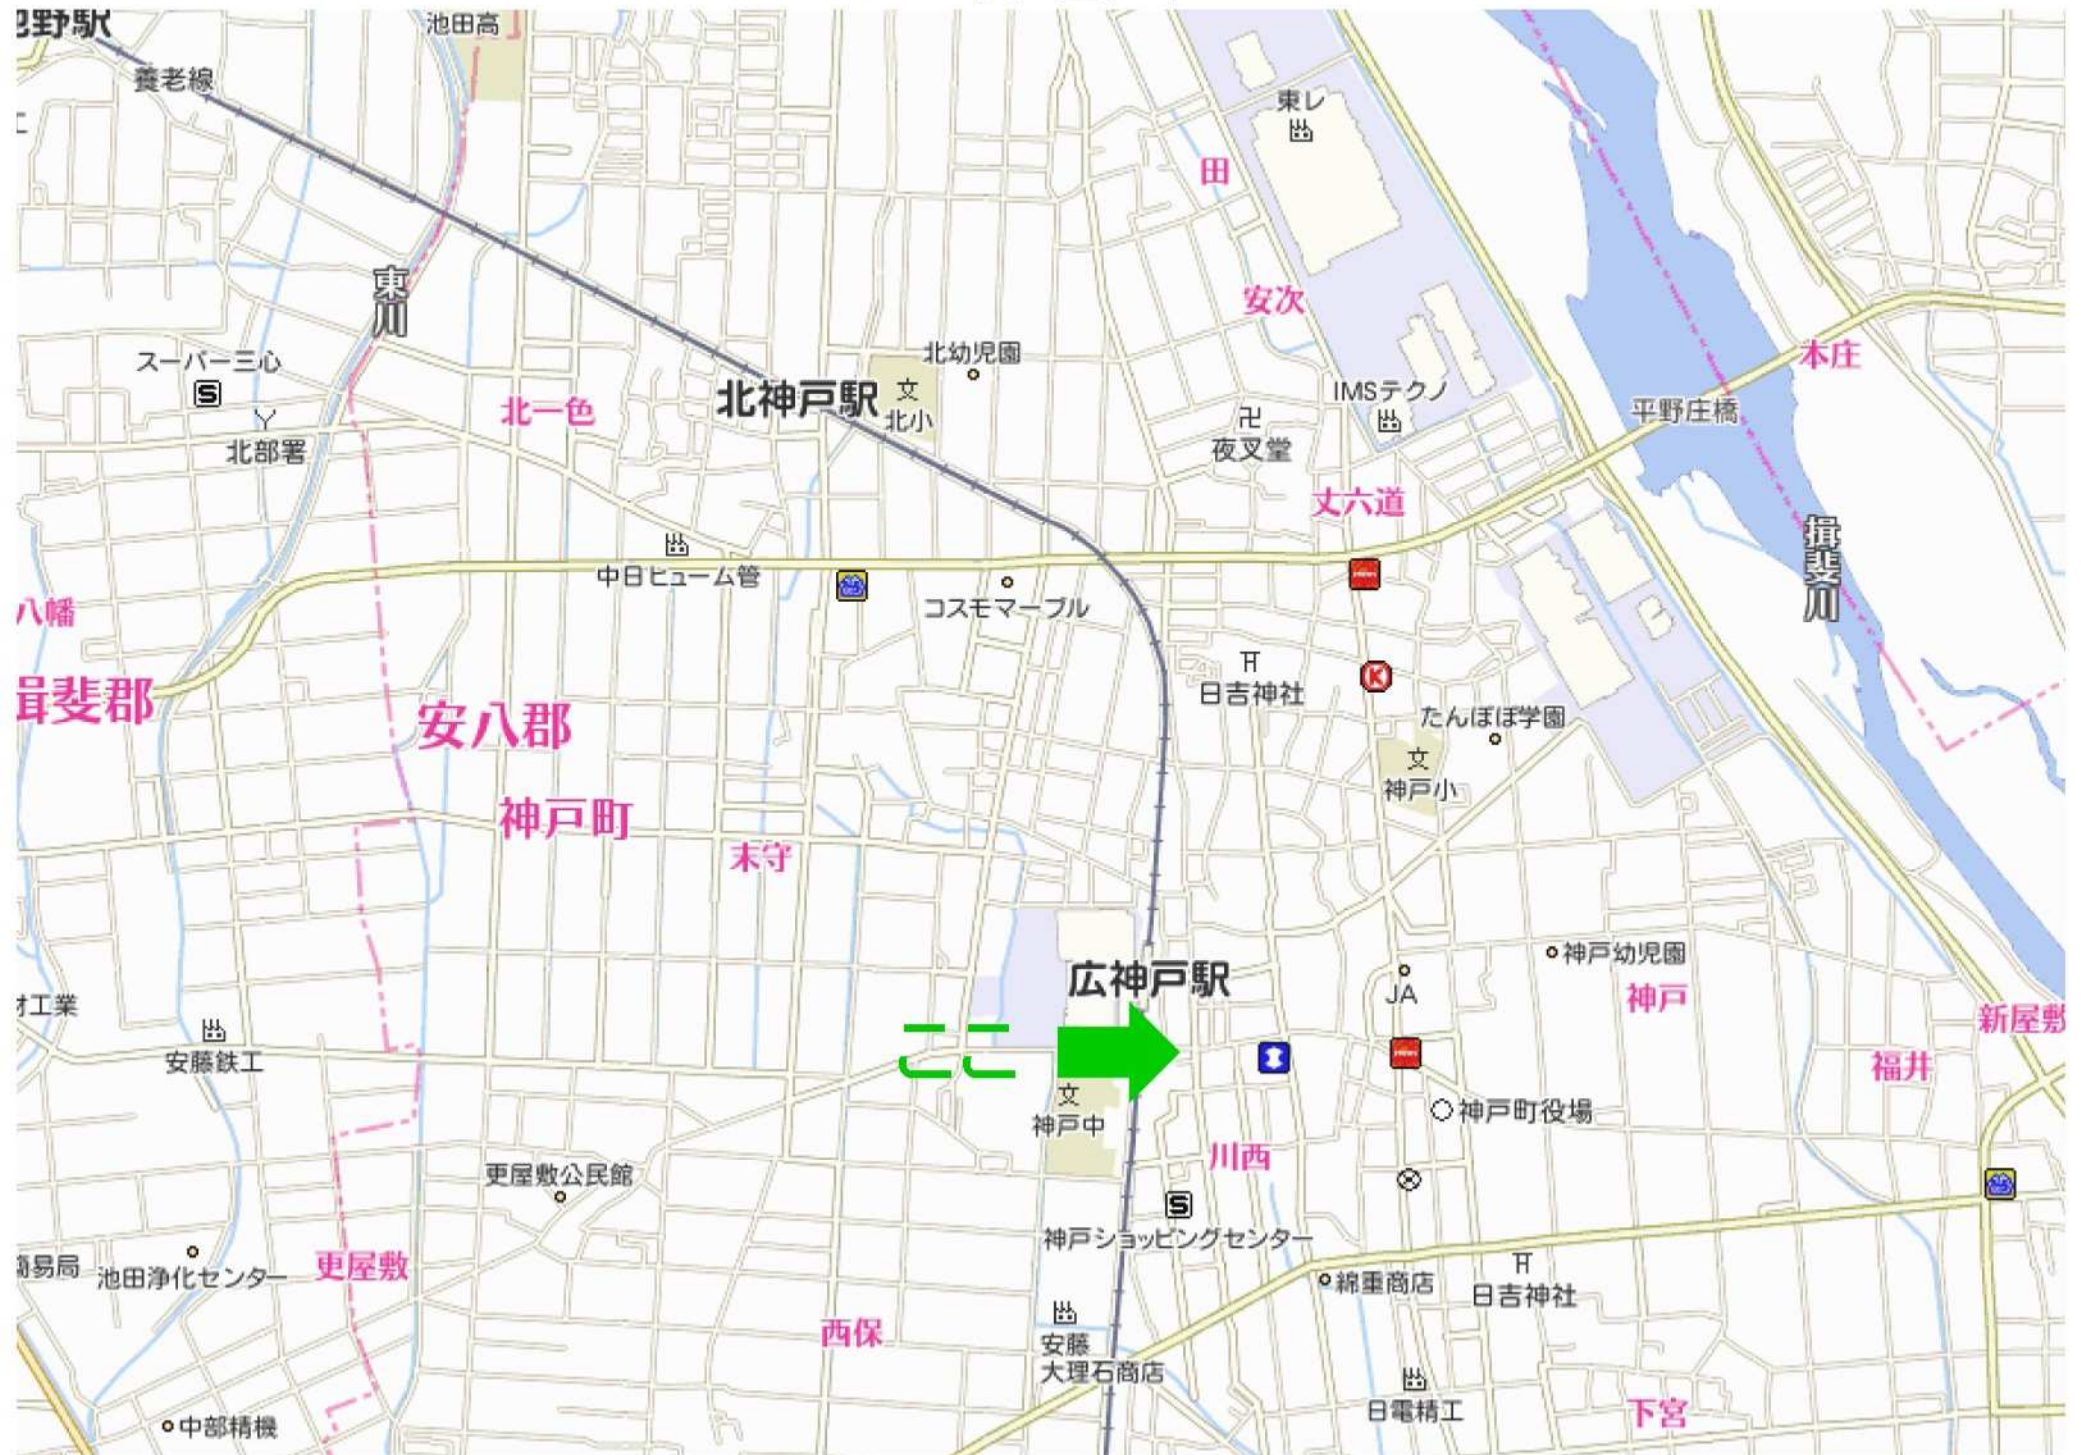 池田高
養老線
東レ
田
東川
安次
スーパー三心
北幼児園
本庄
北神戸駅
文
北小
IMSテクノ
北一色
平野庄橋
北部署
卍
夜叉堂
丈六道
揖斐川
中日ヒューム管
コスモマーブル
八幡
日吉神社
K
揖斐郡
安八郡
たんぽぽ学園
文
神戸小
神戸町
末守
広神戸駅
神戸幼児園
JA
神戸
新屋敷
安藤鉄工
福井
文
神戸中
神戸町役場
川西
更屋敷公民館
S
S
神戸ショッピングセンター
池田浄化センター
更屋敷
綿重商店
日吉神社
西保
安藤
大理石商店
日電精工
下宮
中部精機